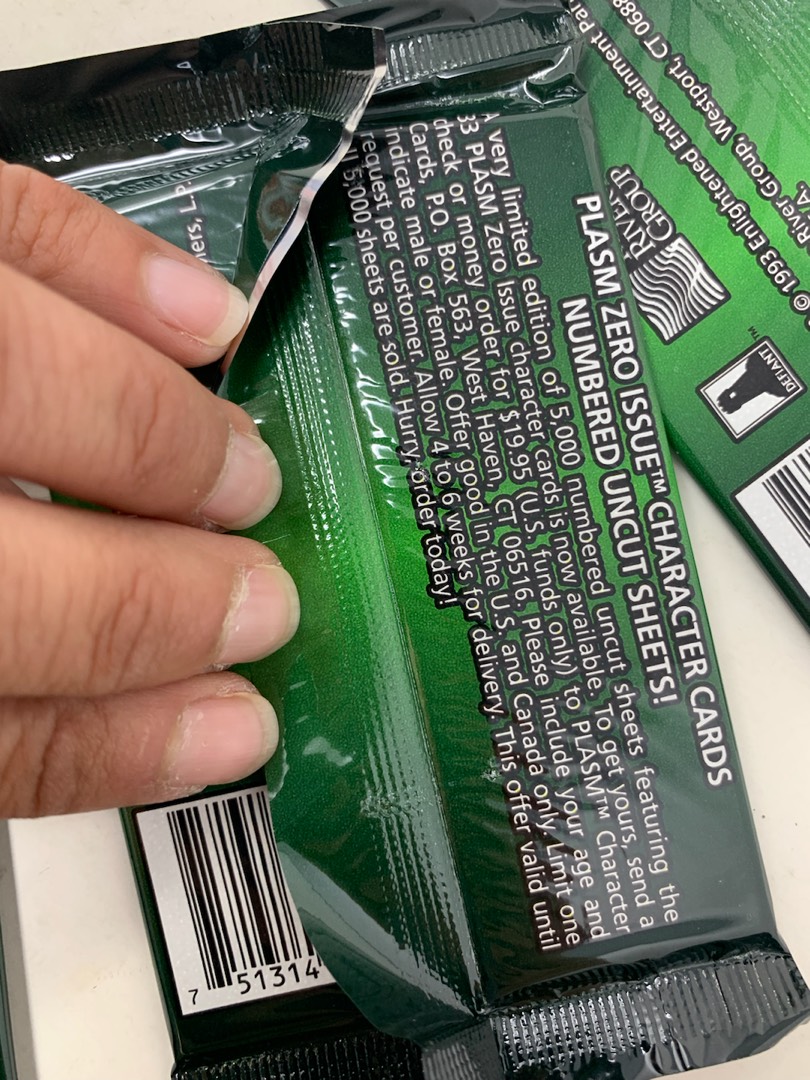 PLASM ZERO ISSUE™ CHARACTER CARDS
NUMBERED UNCUT SHEETS!
A very limited edition of 5,000 numbered uncut sheets featuring the
33 PLASM Zero Issue character cards is now available. To get yours, send a
check or money order for $19.95 (U.S. funds only) to PLASM™ Character
Cards, P.O. Box 563, West Haven, CT 06516. Please include your age and
indicate male or female. Offer good in the U.S. and Canada only. Limit one
request per customer. Allow 4 to 6 weeks for delivery. This offer valid until
5,000 sheets are sold. Hurry, order today!
ners, L.P.
7 51314
RIVER
GROUP
DEFIANT™
© 1993 Enlightened Entertainment Par
River Group, Westport, CT 0688